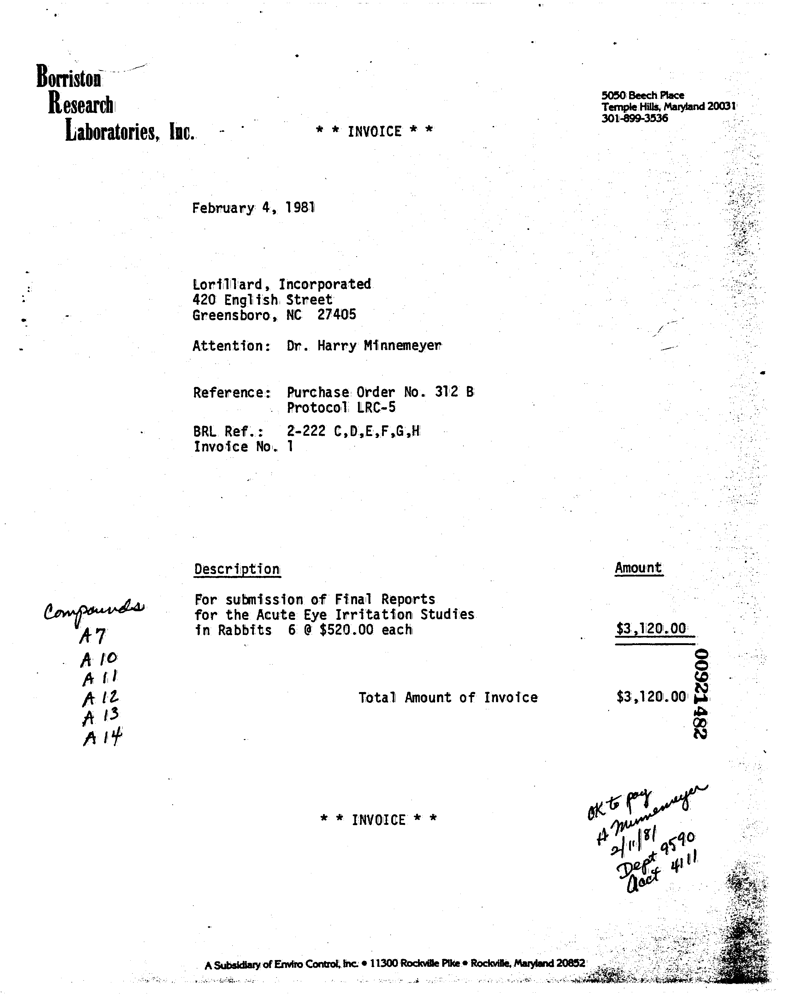 Borriston
Research
Laboratories, Inc.
5050 Beech Place
Temple Hills, Maryland 20031
301-899-3536
* * INVOICE * *
February 4, 1981
Lorillard, Incorporated
420 English Street
Greensboro, NC 27405
Attention: Dr. Harry Minnemeyer
Reference: Purchase Order No. 312 B
Protocol LRC-5
BRL Ref.: 2-222 C,D,E,F,G,H
Invoice No. 1
Description Amount
For submission of Final Reports
for the Acute Eye Irritation Studies
in Rabbits 6 @ $520.00 each $3,120.00
Compounds
A7
A10
A11
A12
A13
A14
Total Amount of Invoice $3,120.00
00921482
* * INVOICE * *
OK to pay
H Minnemeyer
2/11/81
Dept 9590
Acct 4111
A Subsidiary of Enviro Control, Inc. • 11300 Rockville Pike • Rockville, Maryland 20852